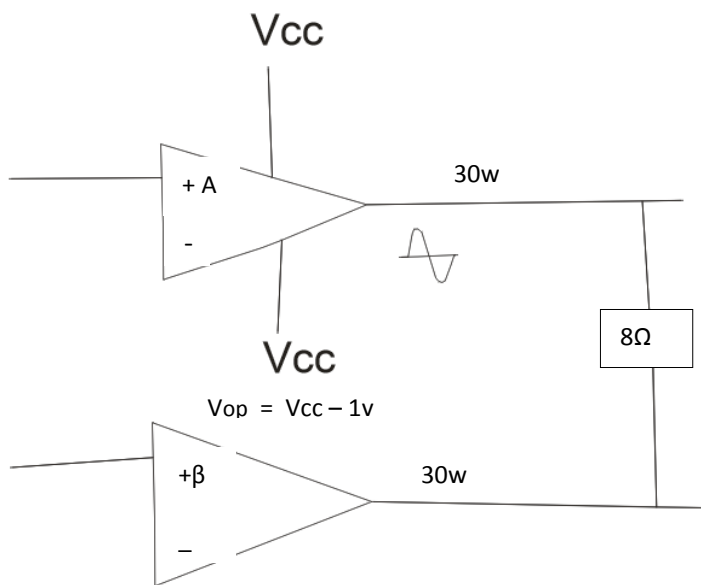 Vcc
30w
+ A
-
8Ω
Vcc
Vop = Vcc – 1v
+β
30w
–